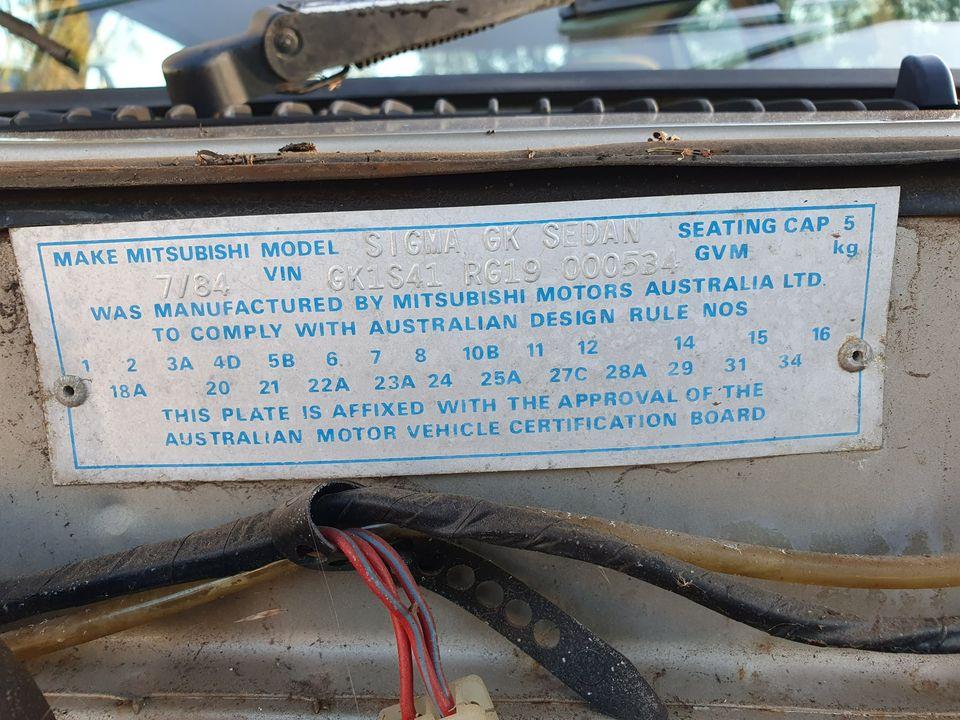 MAKE MITSUBISHI MODEL SIGMA GK SEDAN SEATING CAP 5
7/84 VIN GK1S41 RG19 000534 GVM kg
WAS MANUFACTURED BY MITSUBISHI MOTORS AUSTRALIA LTD.
TO COMPLY WITH AUSTRALIAN DESIGN RULE NOS
1 2 3A 4D 5B 6 7 8 10B 11 12 14 15 16
18A 20 21 22A 23A 24 25A 27C 28A 29 31 34
THIS PLATE IS AFFIXED WITH THE APPROVAL OF THE
AUSTRALIAN MOTOR VEHICLE CERTIFICATION BOARD